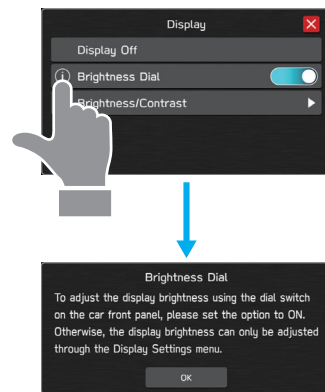 Display
Display Off
Brightness Dial
Brightness/Contrast
Brightness Dial
To adjust the display brightness using the dial switch
on the car front panel, please set the option to ON.
Otherwise, the display brightness can only be adjusted
through the Display Settings menu.
OK